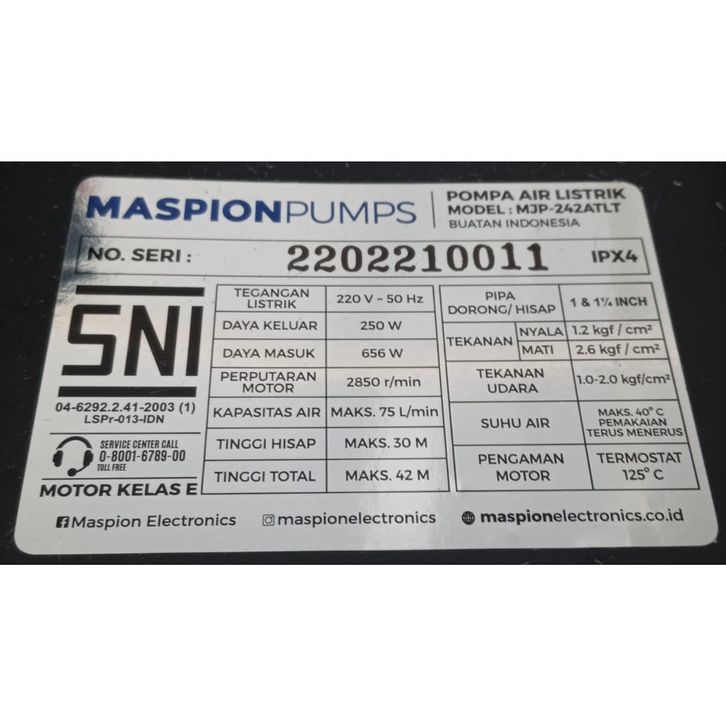 MASPIONPUMPS
POMPA AIR LISTRIK
MODEL : MJP-242ATLT
BUATAN INDONESIA
NO. SERI : 2202210011 IPX4
SNI
04-6292.2.41-2003 (1)
LSPr-013-IDN
SERVICE CENTER CALL
0-8001-6789-00
TOLL FREE
MOTOR KELAS E
TEGANGAN LISTRIK 220 V ~ 50 Hz
DAYA KELUAR 250 W
DAYA MASUK 656 W
PERPUTARAN MOTOR 2850 r/min
KAPASITAS AIR MAKS. 75 L/min
TINGGI HISAP MAKS. 30 M
TINGGI TOTAL MAKS. 42 M
PIPA DORONG/ HISAP 1 & 1¼ INCH
TEKANAN NYALA 1.2 kgf / cm²
MATI 2.6 kgf / cm²
TEKANAN UDARA 1.0-2.0 kgf/cm²
SUHU AIR MAKS. 40° C PEMAKAIAN TERUS MENERUS
PENGAMAN MOTOR TERMOSTAT 125° C
Maspion Electronics maspionelectronics maspionelectronics.co.id